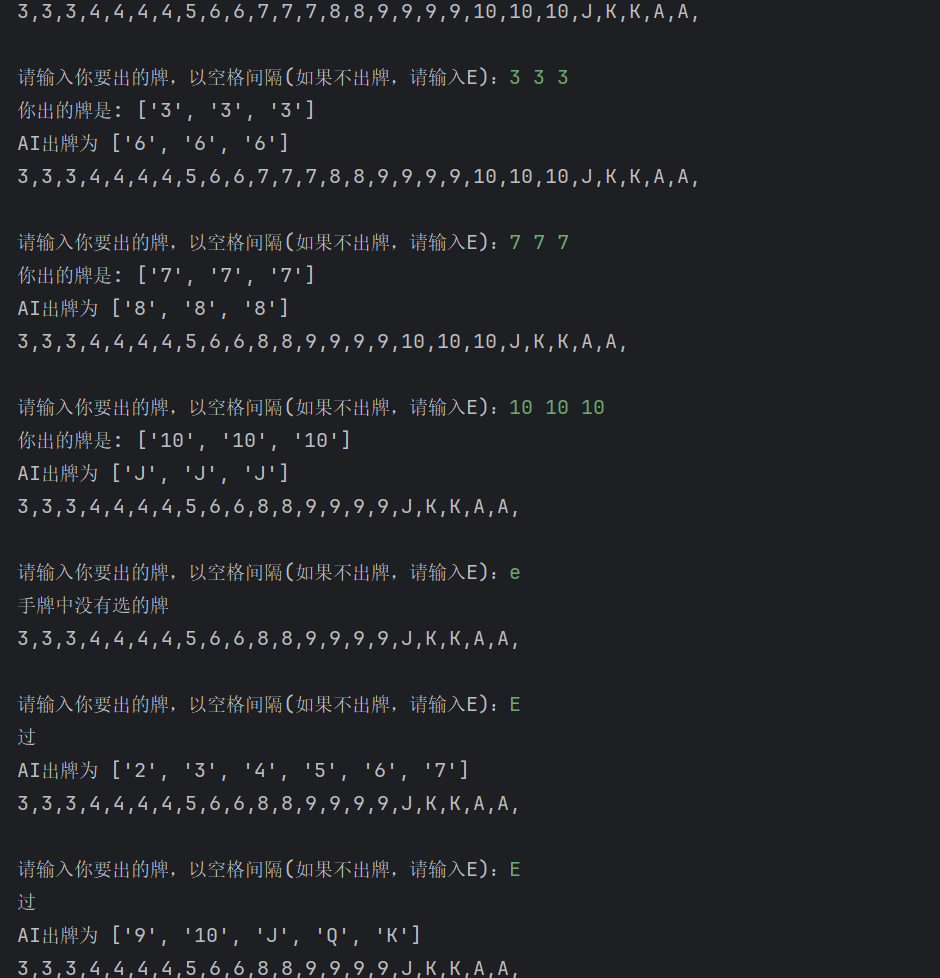 3,3,3,4,4,4,4,5,6,6,7,7,7,8,8,9,9,9,9,10,10,10,J,K,K,A,A,
请输入你要出的牌，以空格间隔(如果不出牌，请输入E)：3 3 3
你出的牌是: ['3', '3', '3']
AI出牌为 ['6', '6', '6']
3,3,3,4,4,4,4,5,6,6,7,7,7,8,8,9,9,9,9,10,10,10,J,K,K,A,A,
请输入你要出的牌，以空格间隔(如果不出牌，请输入E)：7 7 7
你出的牌是: ['7', '7', '7']
AI出牌为 ['8', '8', '8']
3,3,3,4,4,4,4,5,6,6,8,8,9,9,9,9,10,10,10,J,K,K,A,A,
请输入你要出的牌，以空格间隔(如果不出牌，请输入E)：10 10 10
你出的牌是: ['10', '10', '10']
AI出牌为 ['J', 'J', 'J']
3,3,3,4,4,4,4,5,6,6,8,8,9,9,9,9,J,K,K,A,A,
请输入你要出的牌，以空格间隔(如果不出牌，请输入E)：e
手牌中没有选的牌
3,3,3,4,4,4,4,5,6,6,8,8,9,9,9,9,J,K,K,A,A,
请输入你要出的牌，以空格间隔(如果不出牌，请输入E)：E
过
AI出牌为 ['2', '3', '4', '5', '6', '7']
3,3,3,4,4,4,4,5,6,6,8,8,9,9,9,9,J,K,K,A,A,
请输入你要出的牌，以空格间隔(如果不出牌，请输入E)：E
过
AI出牌为 ['9', '10', 'J', 'Q', 'K']
3,3,3,4,4,4,4,5,6,6,8,8,9,9,9,9,J,K,K,A,A,